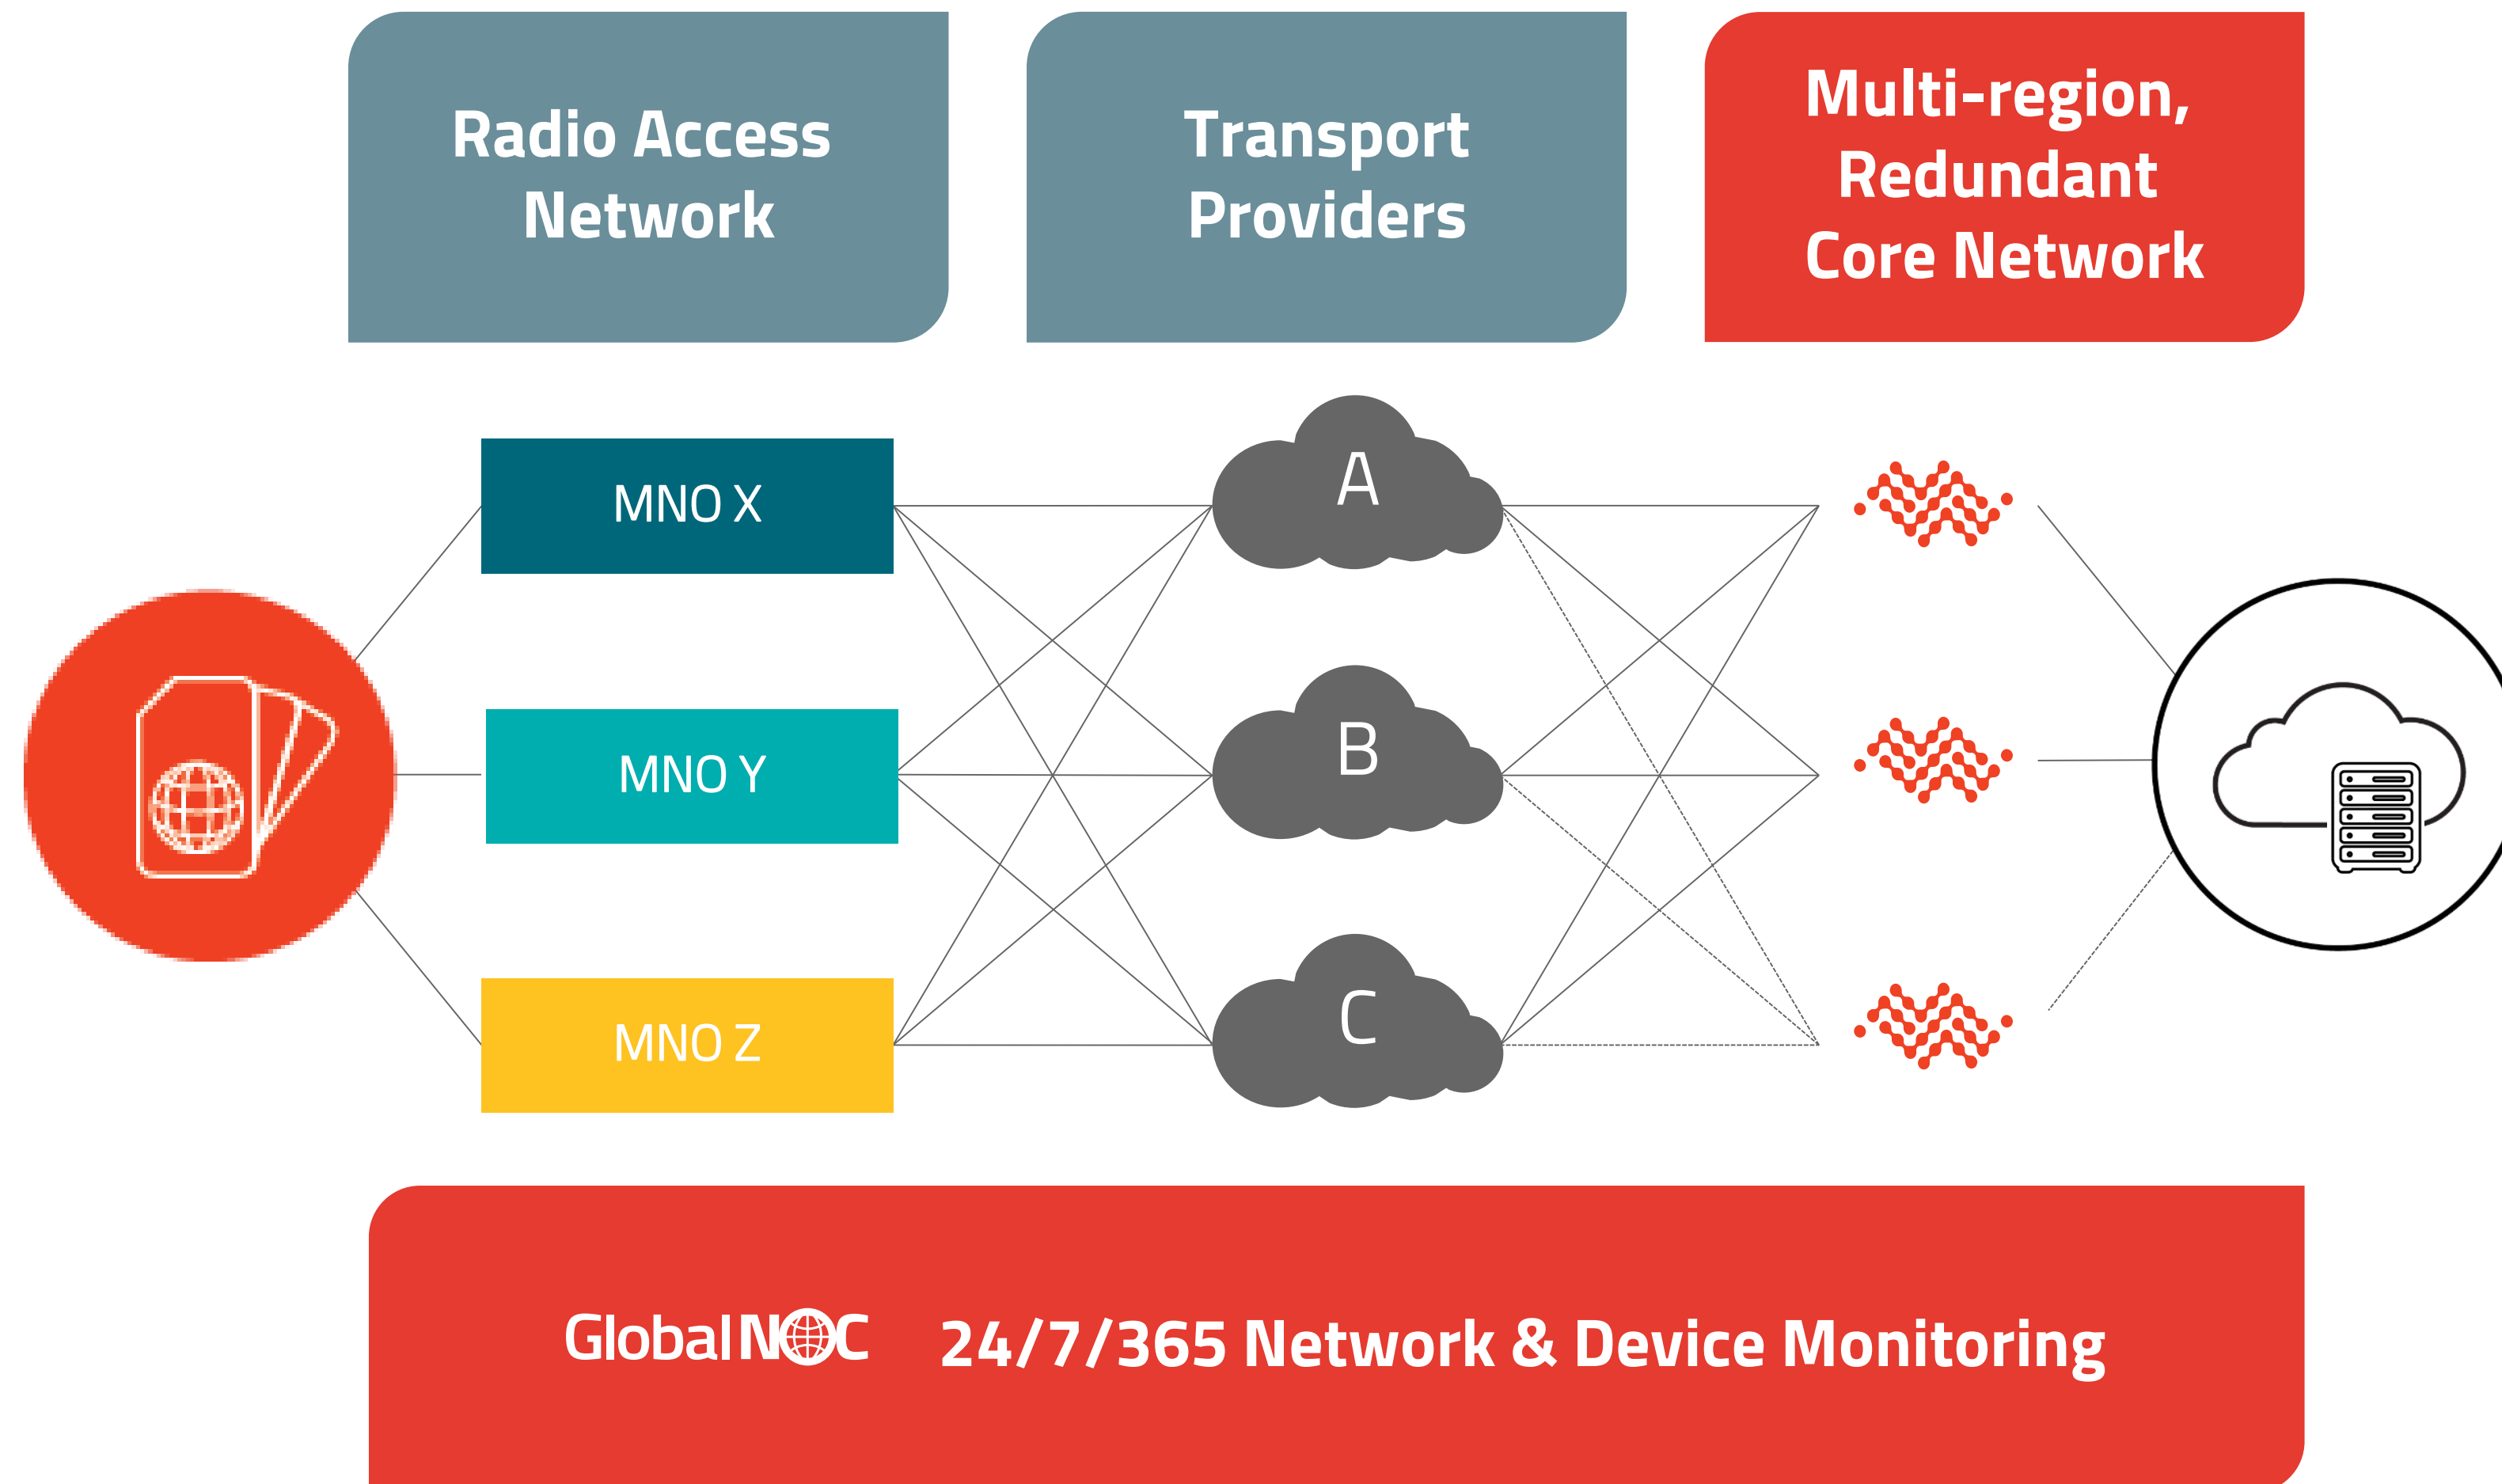 Radio Access
Network
Transport
Providers
Multi-region,
Redundant
Core Network
MNO X
A
MNO Y
B
MNO Z
C
GlobalNOC
24/7/365 Network & Device Monitoring